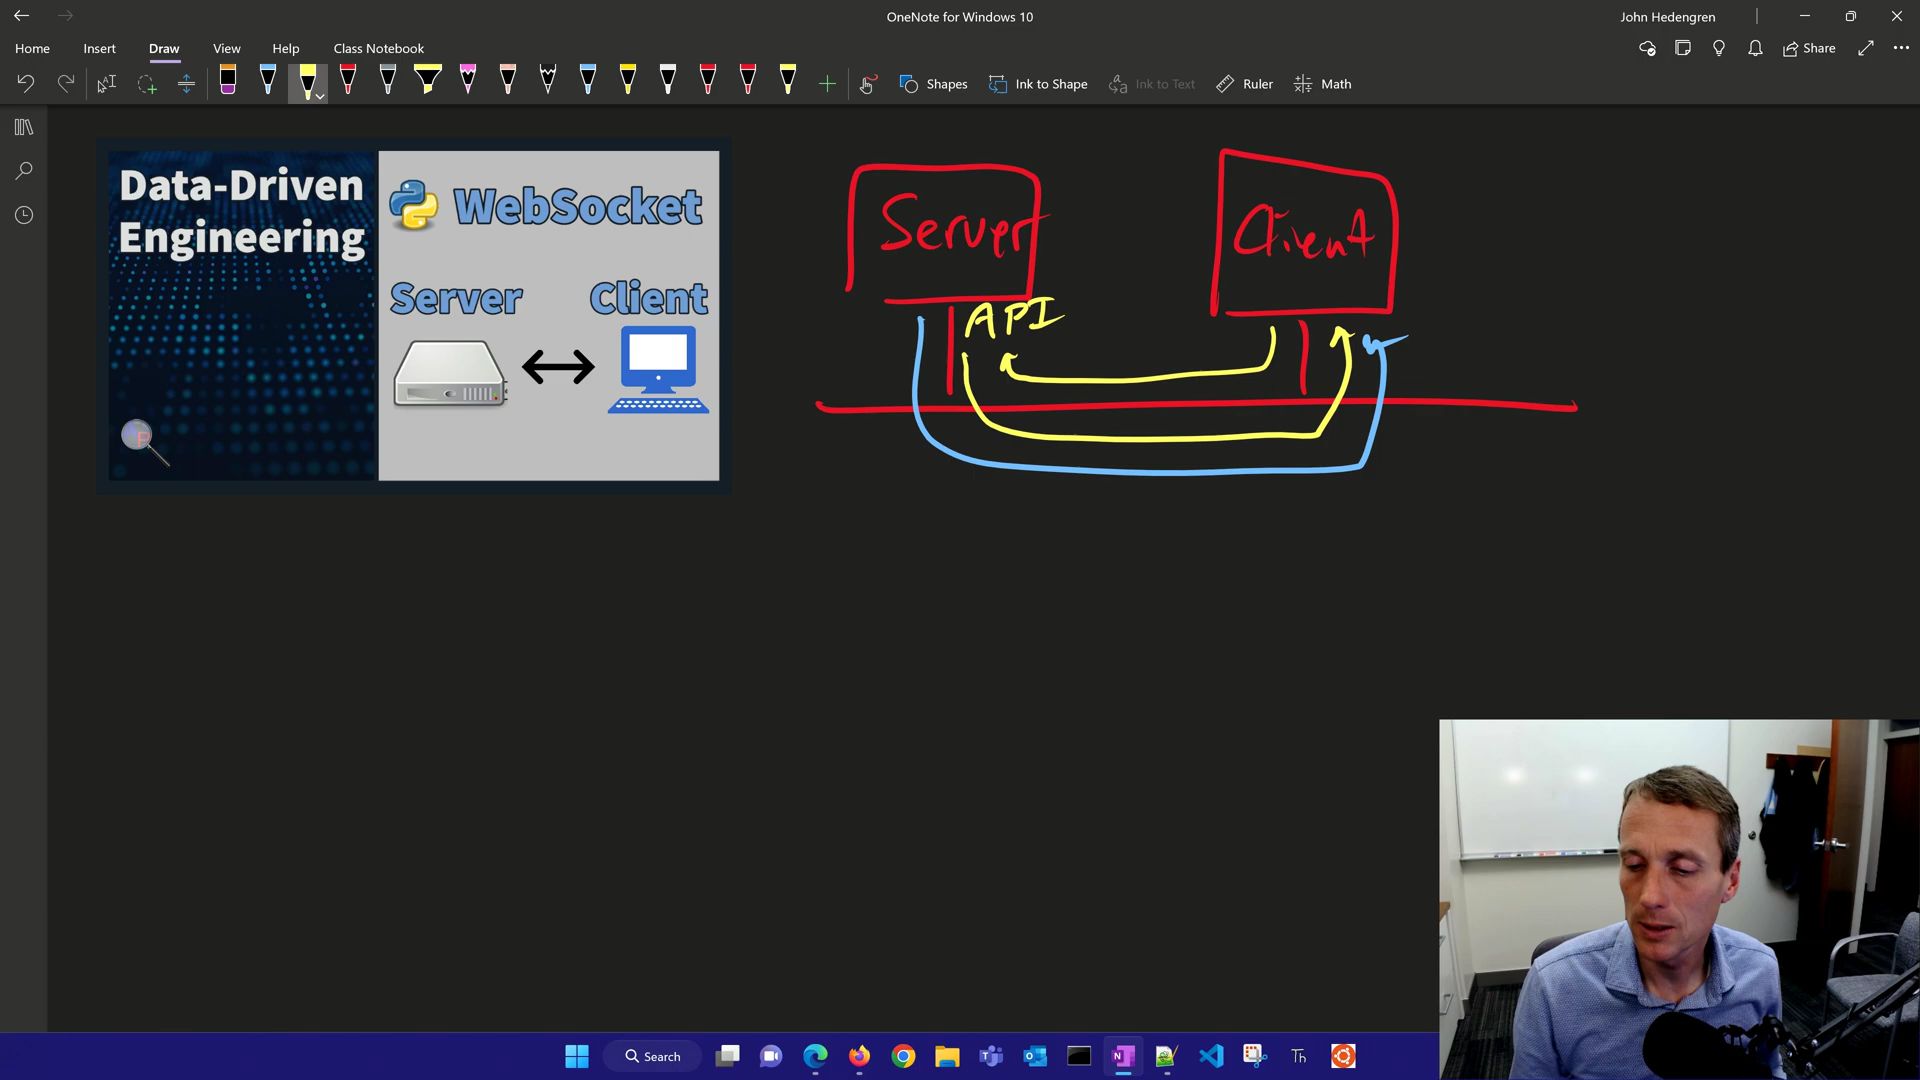 OneNote for Windows 10
John Hedengren
Home Insert Draw View Help Class Notebook
Share
Shapes Ink to Shape Ink to Text Ruler Math
Data-Driven
Engineering
WebSocket
Server Client
Server
Client
API
Search
Th